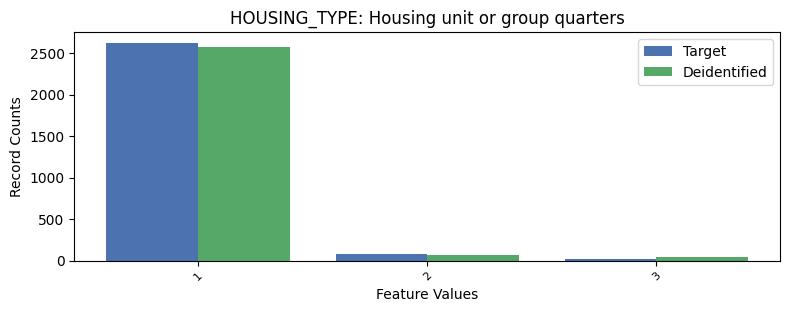 HOUSING_TYPE: Housing unit or group quarters
Target
Deidentified
Record Counts
2500
2000
1500
1000
500
0
1
2
3
Feature Values